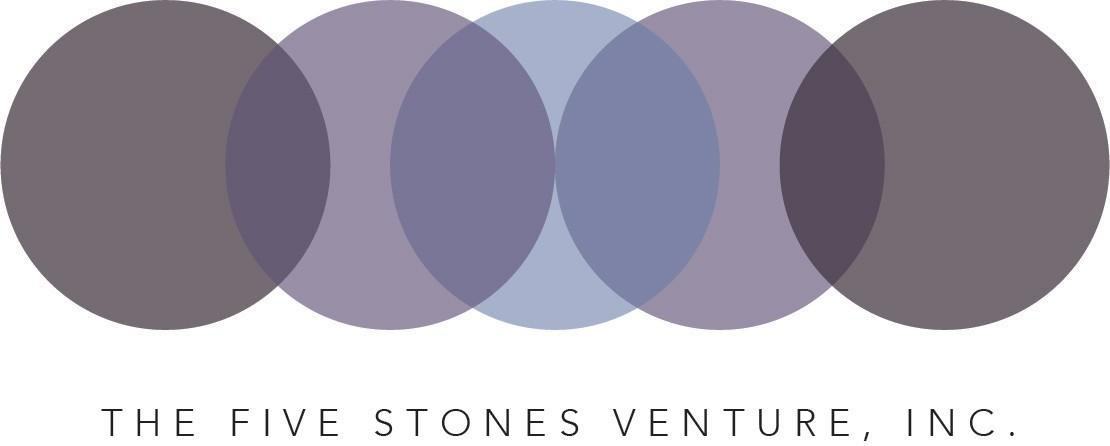 THE FIVE STONES VENTURE, INC.